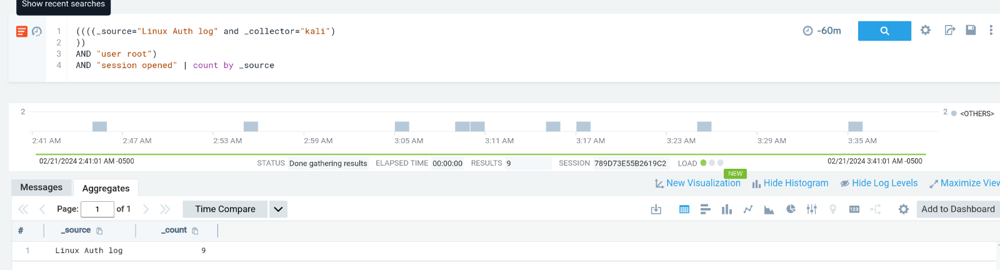 Show recent searches
1 ((((_source="Linux Auth log" and _collector="kali")
2 ))
3 AND "user root")
4 AND "session opened" | count by _source
-60m
2
2 <OTHERS>
2:41 AM 2:47 AM 2:53 AM 2:59 AM 3:05 AM 3:11 AM 3:17 AM 3:23 AM 3:29 AM 3:35 AM
02/21/2024 2:41:01 AM -0500 STATUS Done gathering results ELAPSED TIME 00:00:00 RESULTS 9 SESSION 789D73E55B2619C2 LOAD 02/21/2024 3:41:01 AM -0500
NEW
Messages Aggregates New Visualization Hide Histogram Hide Log Levels Maximize View
Page: 1 of 1 Time Compare 123 Add to Dashboard
# _source _count
1 Linux Auth log 9